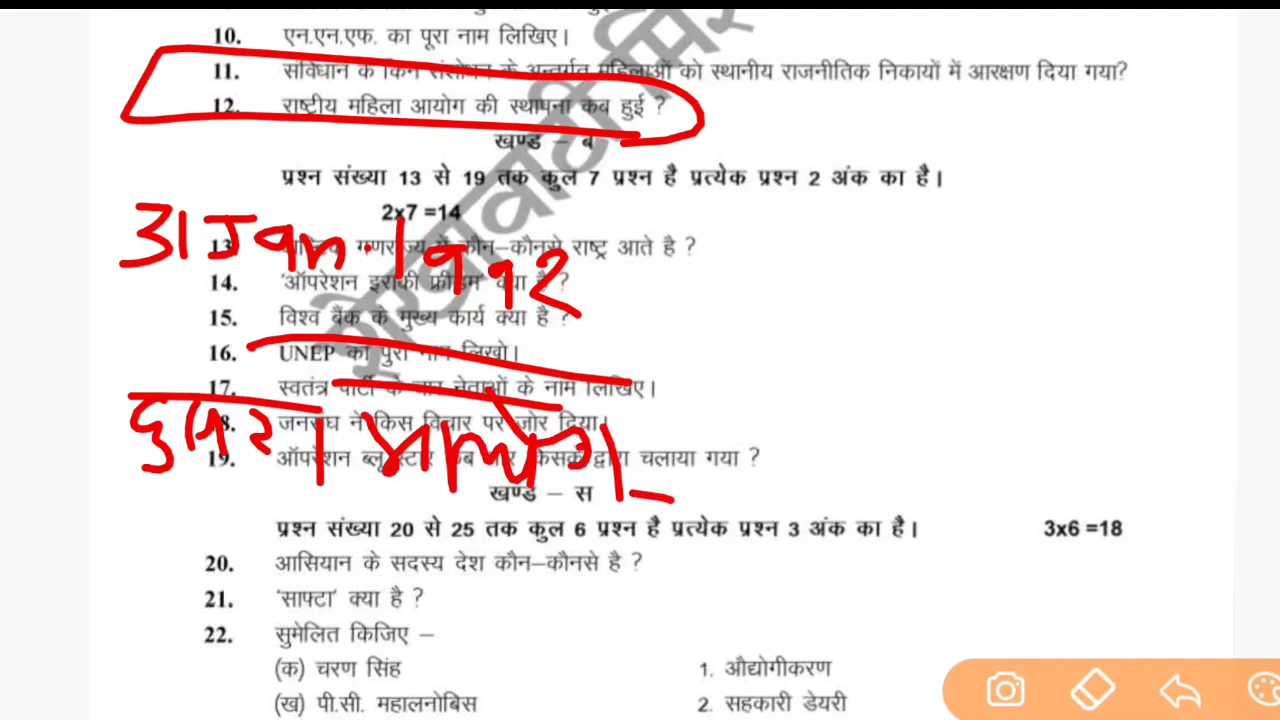 10. एन.एन.एफ. का पूरा नाम लिखिए।
11. संविधान के किन संशोधन के अन्तर्गत महिलाओं को स्थानीय राजनीतिक निकायों में आरक्षण दिया गया?
12. राष्ट्रीय महिला आयोग की स्थापना कब हुई ?
खण्ड – ब
प्रश्न संख्या 13 से 19 तक कुल 7 प्रश्न है प्रत्येक प्रश्न 2 अंक का है।
2x7 =14
31 Jan. 1992
13. गणराज्य में कौन–कौनसे राष्ट्र आते है ?
14. 'ऑपरेशन इराकी फ्रीडम' क्या है ?
15. विश्व बैंक के मुख्य कार्य क्या है ?
16. UNEP का पुरा नाम लिखो।
17. स्वतंत्र पार्टी के चार नेताओं के नाम लिखिए।
18. जनसंघ ने किस विचार पर जोर दिया।
19. ऑपरेशन ब्लू स्टार कब और किसके द्वारा चलाया गया ?
खण्ड – स
प्रश्न संख्या 20 से 25 तक कुल 6 प्रश्न है प्रत्येक प्रश्न 3 अंक का है। 3x6 =18
20. आसियान के सदस्य देश कौन–कौनसे है ?
21. 'साफ्टा' क्या है ?
22. सुमेलित किजिए –
(क) चरण सिंह 1. औद्योगीकरण
(ख) पी.सी. महालनोबिस 2. सहकारी डेयरी